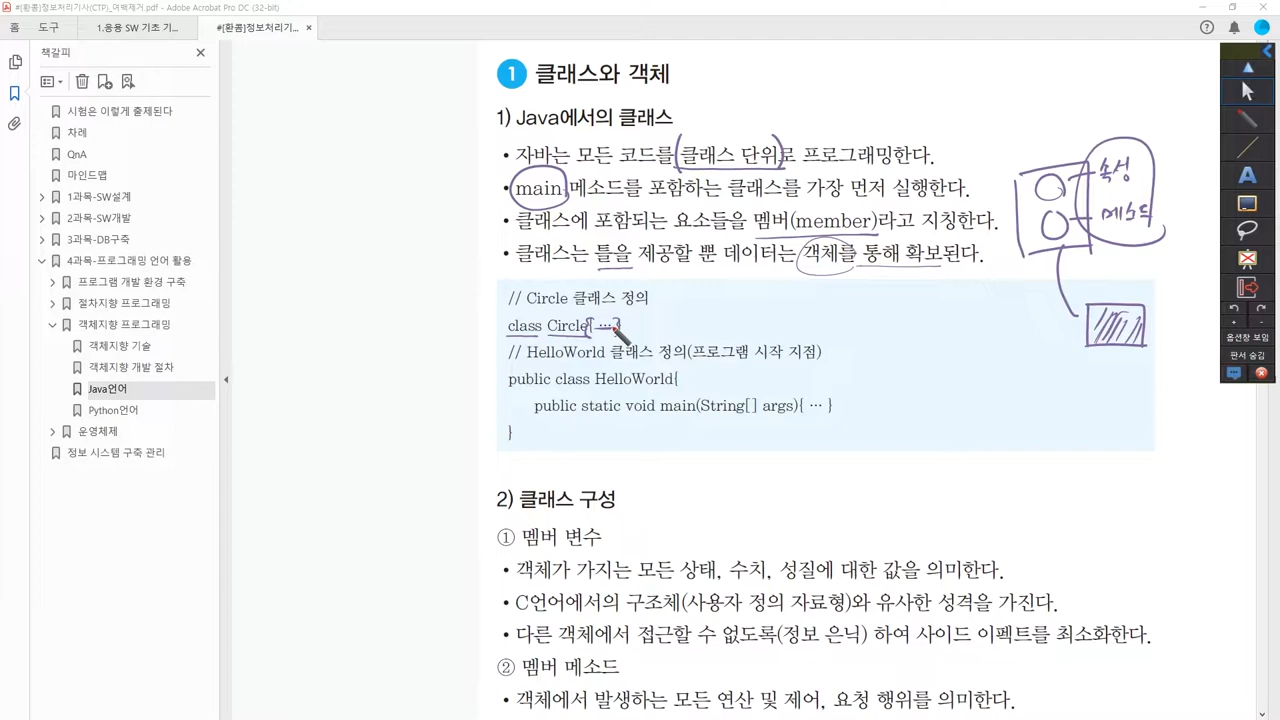 #[환콤]정보처리기사(CTP)_여백제거.pdf - Adobe Acrobat Pro DC (32-bit)
홈 도구 1.응용 SW 기초 기... #[환콤]정보처리기... ×
책갈피
시험은 이렇게 출제된다
차례
QnA
마인드맵
1과목-SW설계
2과목-SW개발
3과목-DB구축
4과목-프로그래밍 언어 활용
프로그램 개발 환경 구축
절차지향 프로그래밍
객체지향 프로그래밍
객체지향 기술
객체지향 개발 절차
Java언어
Python언어
운영체제
정보 시스템 구축 관리
1 클래스와 객체
1) Java에서의 클래스
• 자바는 모든 코드를 클래스 단위로 프로그래밍한다.
• main 메소드를 포함하는 클래스를 가장 먼저 실행한다.
• 클래스에 포함되는 요소들을 멤버(member)라고 지칭한다.
• 클래스는 틀을 제공할 뿐 데이터는 객체를 통해 확보된다.
속성
메소드
// Circle 클래스 정의
class Circle{ … }
// HelloWorld 클래스 정의(프로그램 시작 지점)
public class HelloWorld{
public static void main(String[] args){ … }
}
2) 클래스 구성
① 멤버 변수
• 객체가 가지는 모든 상태, 수치, 성질에 대한 값을 의미한다.
• C언어에서의 구조체(사용자 정의 자료형)와 유사한 성격을 가진다.
• 다른 객체에서 접근할 수 없도록(정보 은닉) 하여 사이드 이펙트를 최소화한다.
② 멤버 메소드
• 객체에서 발생하는 모든 연산 및 제어, 요청 행위를 의미한다.
A
옵션창 보임
판서 숨김